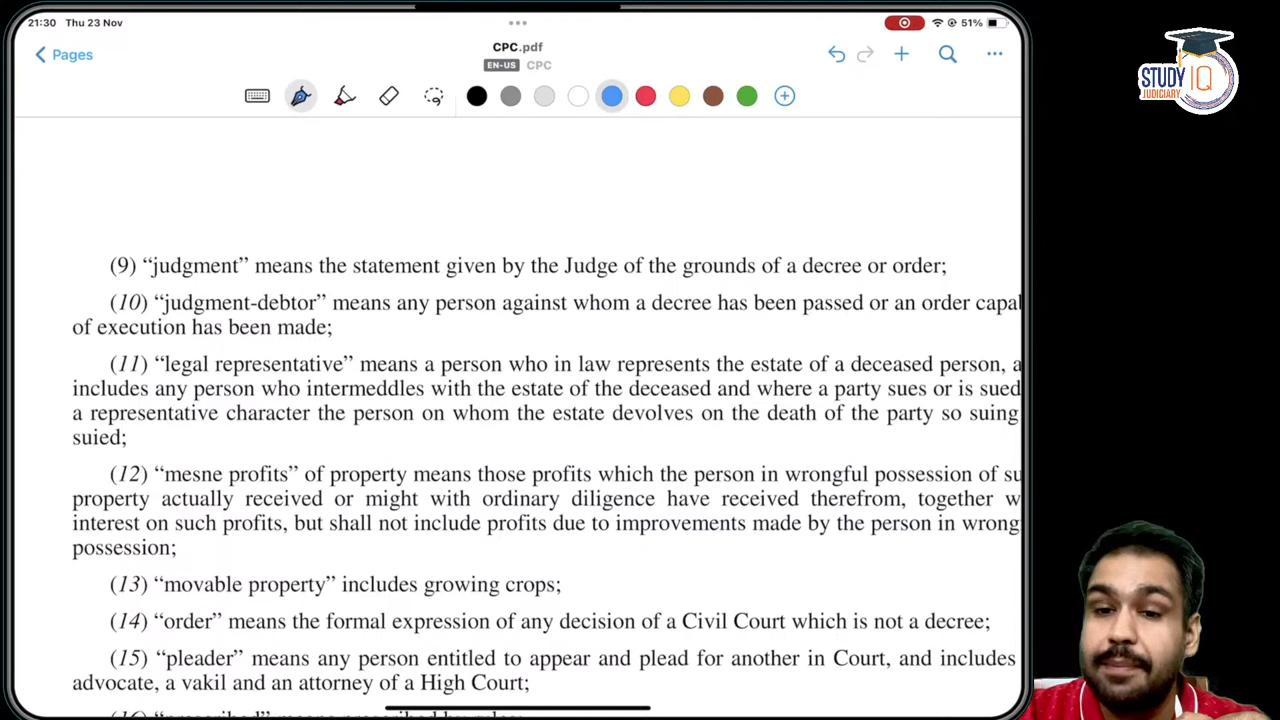 21:30 Thu 23 Nov
51%
Pages
CPC.pdf
EN-US CPC
STUDY IQ
JUDICIARY
(9) “judgment” means the statement given by the Judge of the grounds of a decree or order;
(10) “judgment-debtor” means any person against whom a decree has been passed or an order capal
of execution has been made;
(11) “legal representative” means a person who in law represents the estate of a deceased person, a
includes any person who intermeddles with the estate of the deceased and where a party sues or is sued
a representative character the person on whom the estate devolves on the death of the party so suing
suied;
(12) “mesne profits” of property means those profits which the person in wrongful possession of su
property actually received or might with ordinary diligence have received therefrom, together w
interest on such profits, but shall not include profits due to improvements made by the person in wrong
possession;
(13) “movable property” includes growing crops;
(14) “order” means the formal expression of any decision of a Civil Court which is not a decree;
(15) “pleader” means any person entitled to appear and plead for another in Court, and includes
advocate, a vakil and an attorney of a High Court;
(16) “prescribed” means prescribed by rules;